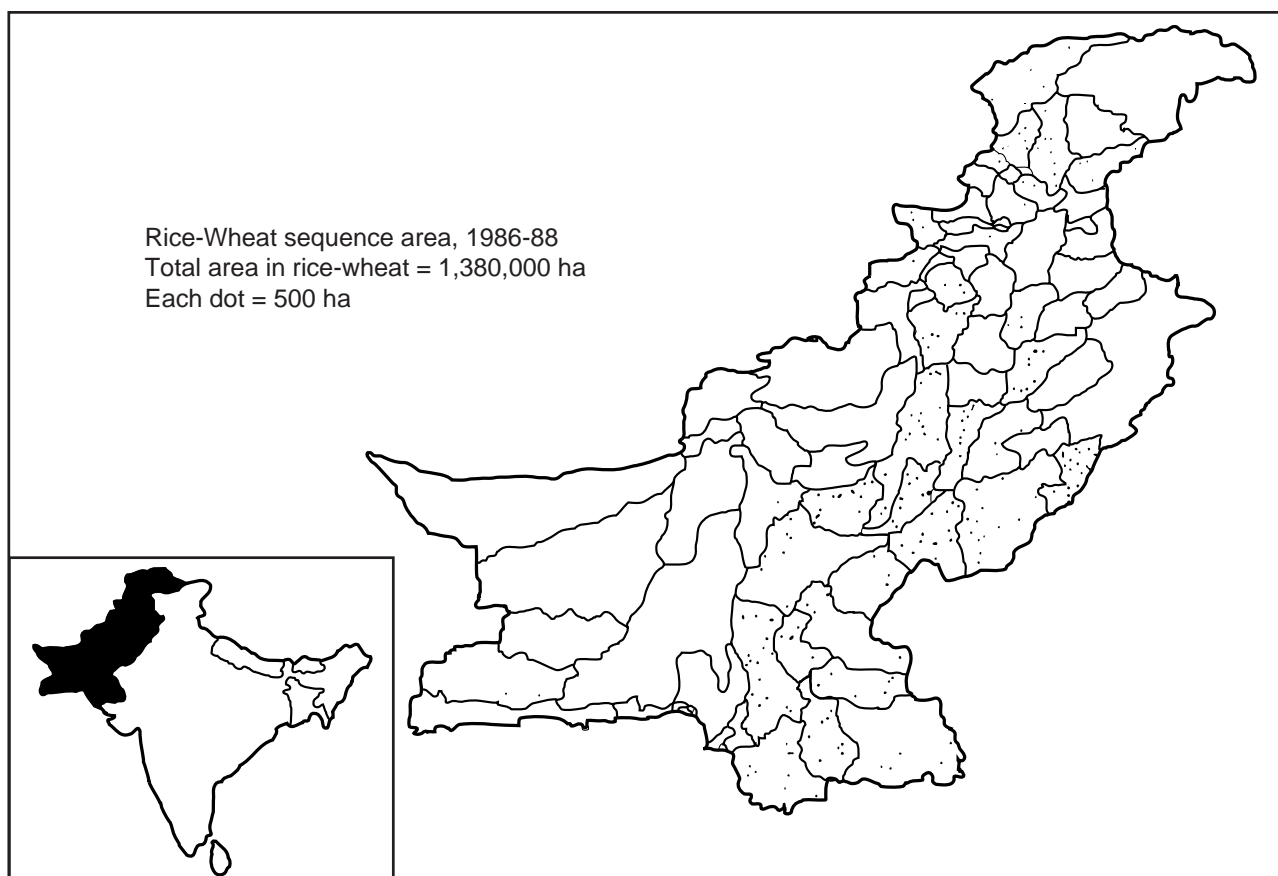 Rice-Wheat sequence area, 1986-88
Total area in rice-wheat = 1,380,000 ha
Each dot = 500 ha